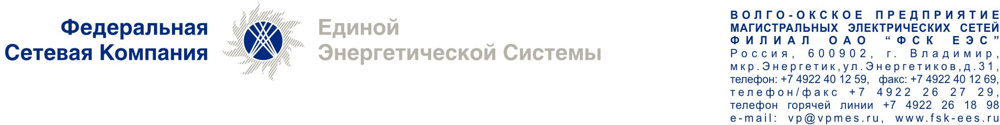 Федеральная
Сетевая Компания
Единой
Энергетической Системы
ВОЛГО-ОКСКОЕ ПРЕДПРИЯТИЕ
МАГИСТРАЛЬНЫХ ЭЛЕКТРИЧЕСКИХ СЕТЕЙ
ФИЛИАЛ ОАО “ФСК ЕЭС”
Россия, 600902, г. Владимир,
мкр.Энергетик,ул.Энергетиков,д.31,
телефон: +7 4922 40 12 59, факс: +7 4922 40 12 69,
телефон/факс +7 4922 26 27 29,
телефон горячей линии +7 4922 26 18 98
e-mail: vp@vpmes.ru, www.fsk-ees.ru